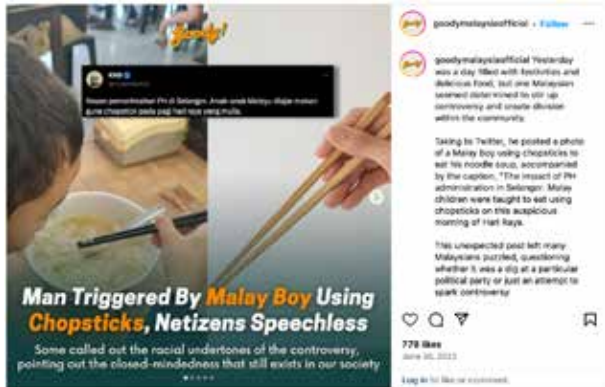 goody!
Kesan pemerintahan PH di Selangor. Anak-anak Melayu diajar makan
guna chopstick pada pagi hari raya yang mulia.
Man Triggered By Malay Boy Using
Chopsticks, Netizens Speechless
Some called out the racial undertones of the controversy,
pointing out the closed-mindedness that still exists in our society
goodymalaysiaofficial • Follow
goodymalaysiaofficial Yesterday
was a day filled with festivities and
delicious food, but one Malaysian
seemed determined to stir up
controversy and create division
within the community.
Taking to Twitter, he posted a photo
of a Malay boy using chopsticks to
eat his noodle soup, accompanied
by the caption, "The impact of PH
administration in Selangor. Malay
children were taught to eat using
chopsticks on this auspicious
morning of Hari Raya.
This unexpected post left many
Malaysians puzzled, questioning
whether it was a dig at a particular
political party or just an attempt to
spark controversy
778 likes
June 30, 2023
Log in to like or comment.